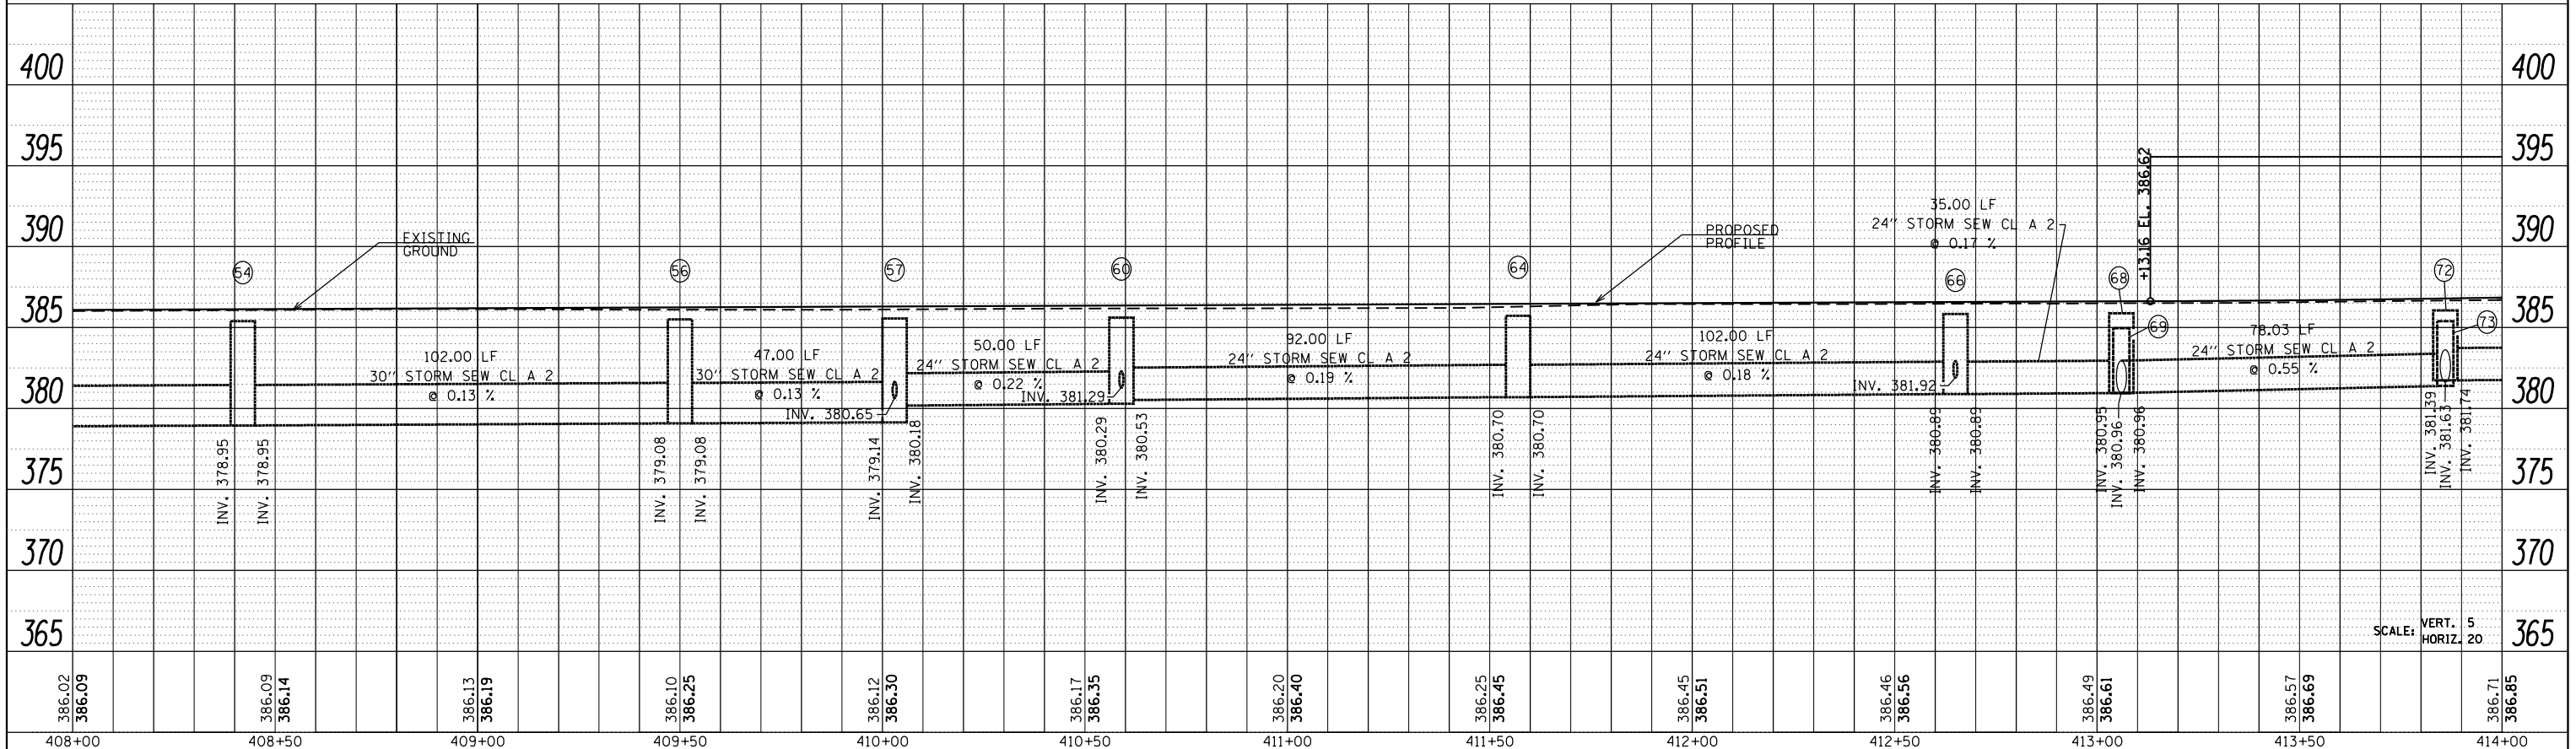 400
400
395
395
390
390
385
385
380
380
375
375
370
370
365
365
EXISTING
GROUND
PROPOSED
PROFILE
35.00 LF
24" STORM SEW CL A 2
@ 0.17 %
+13.16 EL. 386.62
54
56
57
60
64
66
68
69
72
73
102.00 LF
30" STORM SEW CL A 2
@ 0.13 %
47.00 LF
30" STORM SEW CL A 2
@ 0.13 %
50.00 LF
24" STORM SEW CL A 2
@ 0.22 %
92.00 LF
24" STORM SEW CL A 2
@ 0.19 %
102.00 LF
24" STORM SEW CL A 2
@ 0.18 %
78.03 LF
24" STORM SEW CL A 2
@ 0.55 %
INV. 380.65
INV. 381.29
INV. 381.92
INV. 378.95
INV. 378.95
INV. 379.08
INV. 379.08
INV. 379.14
INV. 380.18
INV. 380.29
INV. 380.53
INV. 380.70
INV. 380.70
INV. 380.89
INV. 380.89
INV. 380.95
INV. 380.96
INV. 380.96
INV. 381.39
INV. 381.63
INV. 381.74
SCALE: VERT. 5
HORIZ. 20
386.02
386.09
386.09
386.14
386.13
386.19
386.10
386.25
386.12
386.30
386.17
386.35
386.20
386.40
386.25
386.45
386.45
386.51
386.46
386.56
386.49
386.61
386.57
386.69
386.71
386.85
408+00
408+50
409+00
409+50
410+00
410+50
411+00
411+50
412+00
412+50
413+00
413+50
414+00